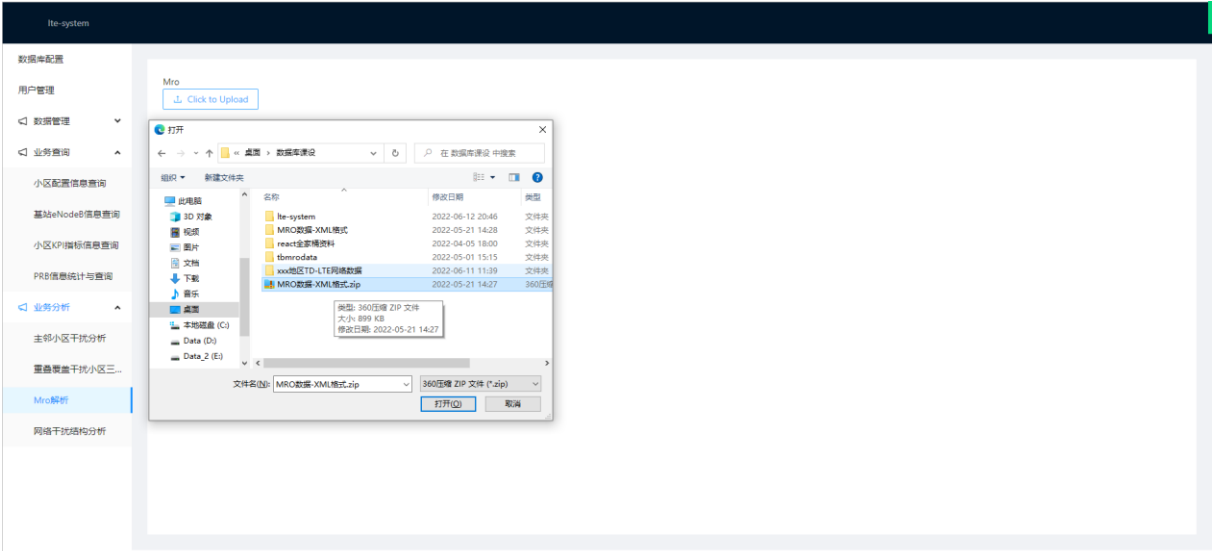 lte-system
数据库配置
用户管理
数据管理
业务查询
小区配置信息查询
基站eNodeB信息查询
小区KPI指标信息查询
PRB信息统计与查询
业务分析
主邻小区干扰分析
重叠覆盖干扰小区三...
Mro解析
网络干扰结构分析
Mro
Click to Upload
打开
« 桌面 › 数据库课设
在 数据库课设 中搜索
组织 新建文件夹
此电脑
3D 对象
视频
图片
文档
下载
音乐
桌面
本地磁盘 (C:)
Data (D:)
Data_2 (E:)
名称 修改日期 类型
lte-system 2022-06-12 20:46 文件夹
MRO数据-XML格式 2022-05-21 14:28 文件夹
react全家桶资料 2022-04-05 18:00 文件夹
tbmrodata 2022-05-01 15:15 文件夹
xxx地区TD-LTE网络数据 2022-06-11 11:39 文件夹
MRO数据-XML格式.zip 2022-05-21 14:27 360压缩
类型: 360压缩 ZIP 文件
大小: 899 KB
修改日期: 2022-05-21 14:27
文件名(N): MRO数据-XML格式.zip 360压缩 ZIP 文件 (*.zip)
打开(O) 取消